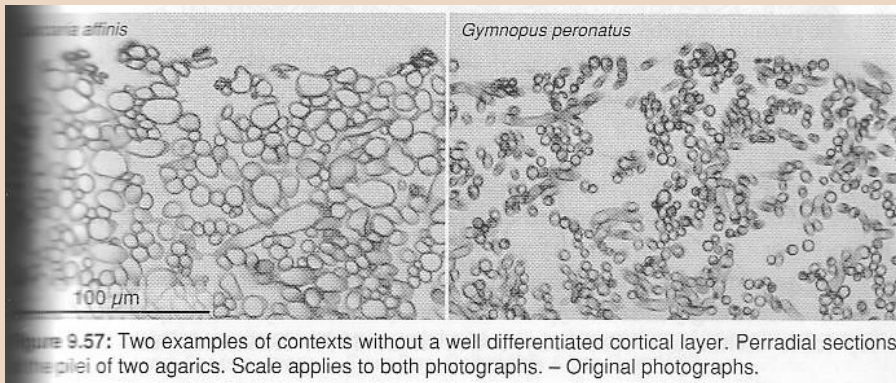 affinis
Gymnopus peronatus
100 µm
9.57: Two examples of contexts without a well differentiated cortical layer. Perradial sections
pilei of two agarics. Scale applies to both photographs. – Original photographs.